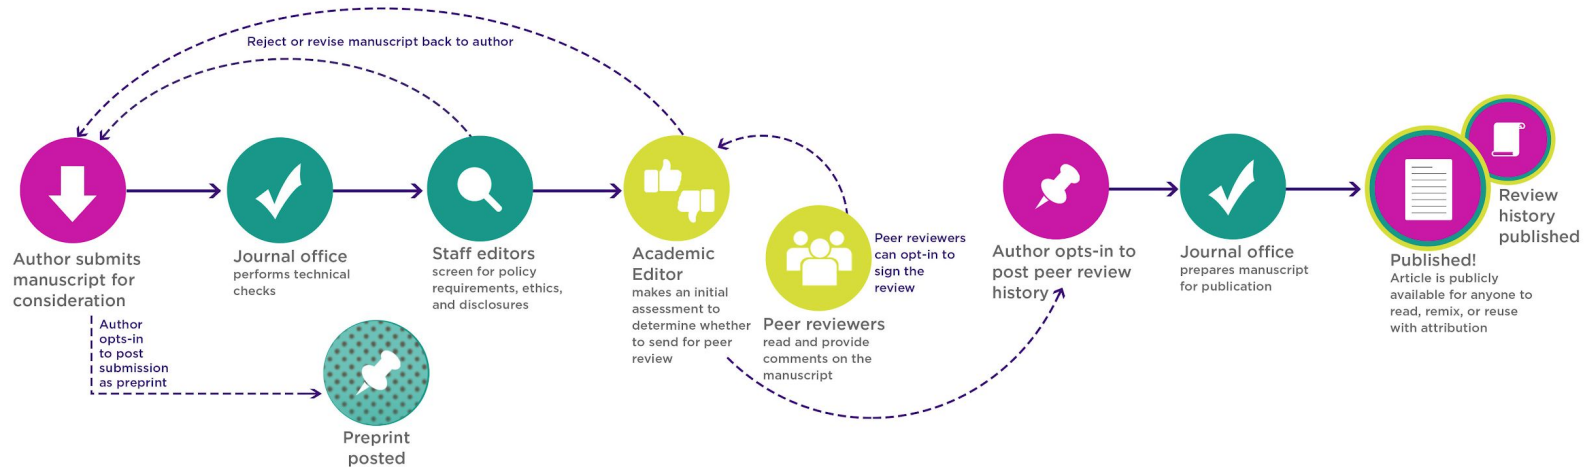 Reject or revise manuscript back to author
Author submits
manuscript for
consideration
Author
opts-in
to post
submission
as preprint
Preprint
posted
Journal office
performs technical
checks
Staff editors
screen for policy
requirements, ethics,
and disclosures
Academic
Editor
makes an initial
assessment to
determine whether
to send for peer
review
Peer reviewers
read and provide
comments on the
manuscript
Peer reviewers
can opt-in to
sign the
review
Author opts-in to
post peer review
history
Journal office
prepares manuscript
for publication
Published!
Article is publicly
available for anyone to
read, remix, or reuse
with attribution
Review
history
published